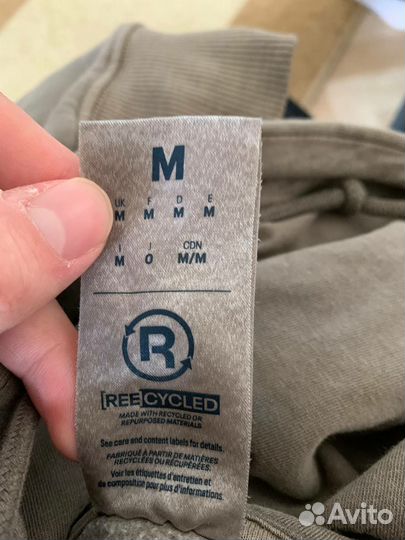 M
UK F D E
M M M M
I J CDN
M O M/M
R
[REE]CYCLED
MADE WITH RECYCLED OR
REPURPOSED MATERIALS
See care and content labels for details.
FABRIQUÉ À PARTIR DE MATIÈRES
RECYCLÉES OU RÉCUPÉRÉES.
Voir les étiquettes d'entretien et
de composition pour plus d'informations.
Avito